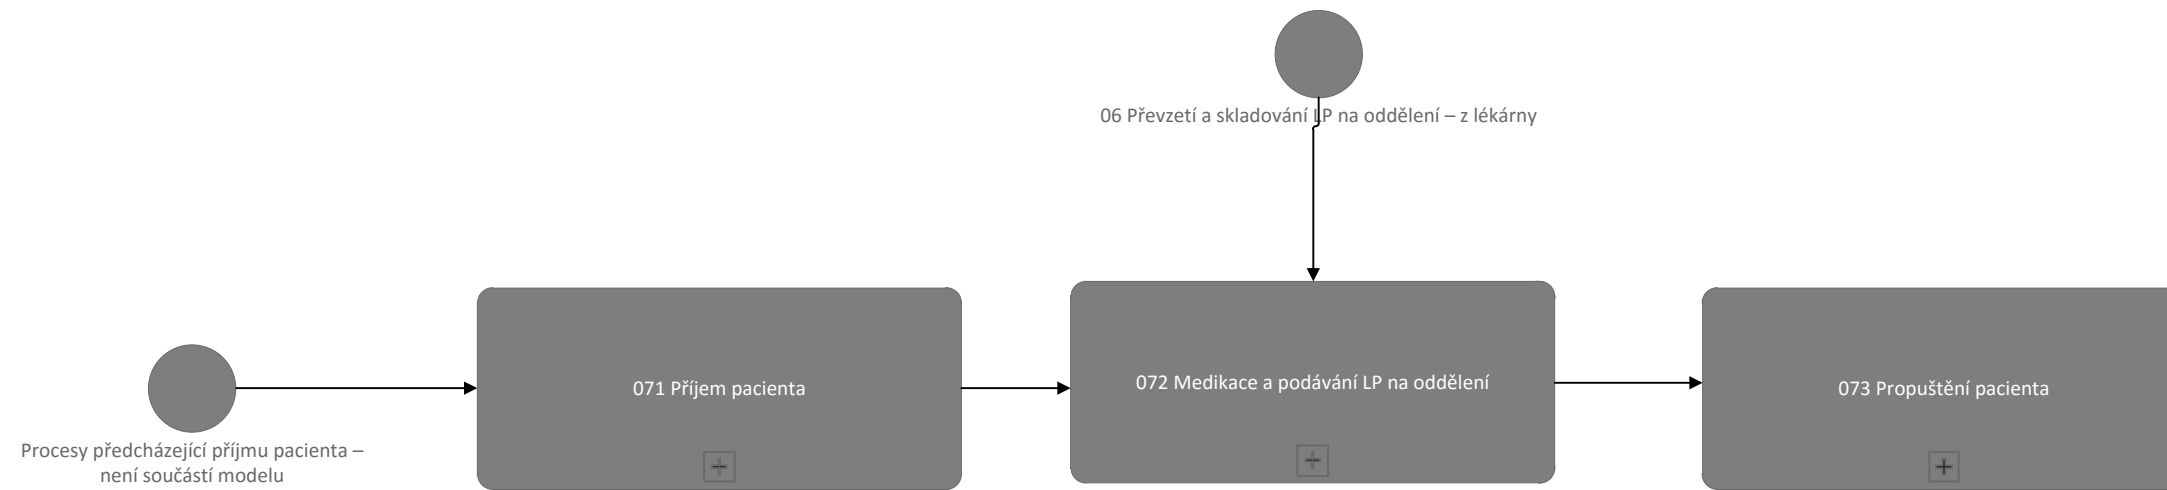 06 Převzetí a skladování LP na oddělení – z lékárny
071 Příjem pacienta
072 Medikace a podávání LP na oddělení
073 Propuštění pacienta
Procesy předcházející příjmu pacienta –
není součástí modelu